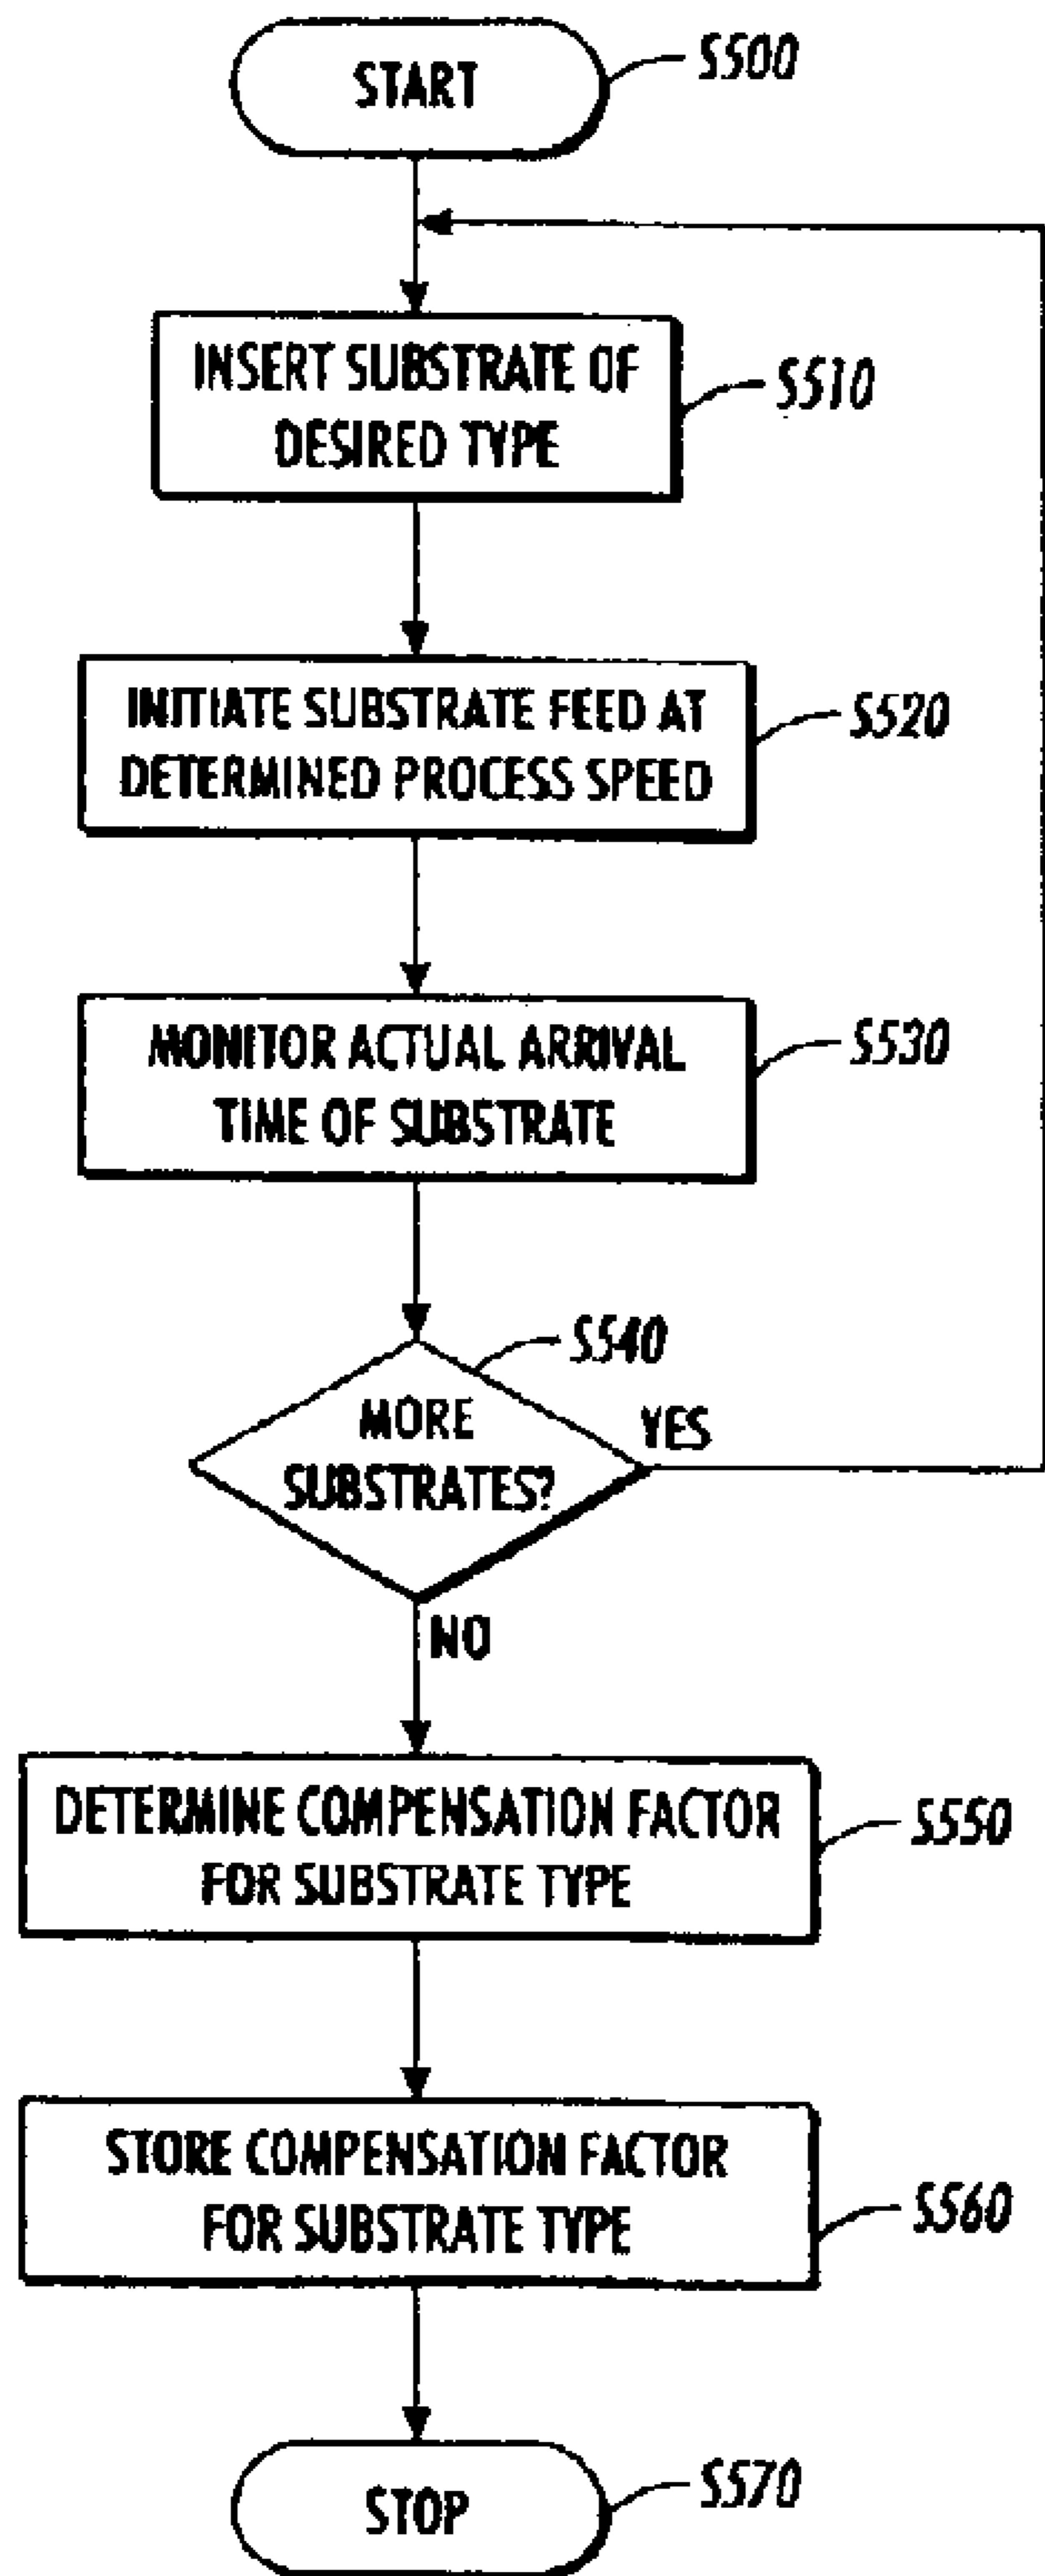 START
S500
INSERT SUBSTRATE OF
DESIRED TYPE
S510
INITIATE SUBSTRATE FEED AT
DETERMINED PROCESS SPEED
S520
MONITOR ACTUAL ARRIVAL
TIME OF SUBSTRATE
S530
S540
MORE
SUBSTRATES?
YES
NO
DETERMINE COMPENSATION FACTOR
FOR SUBSTRATE TYPE
S550
STORE COMPENSATION FACTOR
FOR SUBSTRATE TYPE
S560
STOP
S570